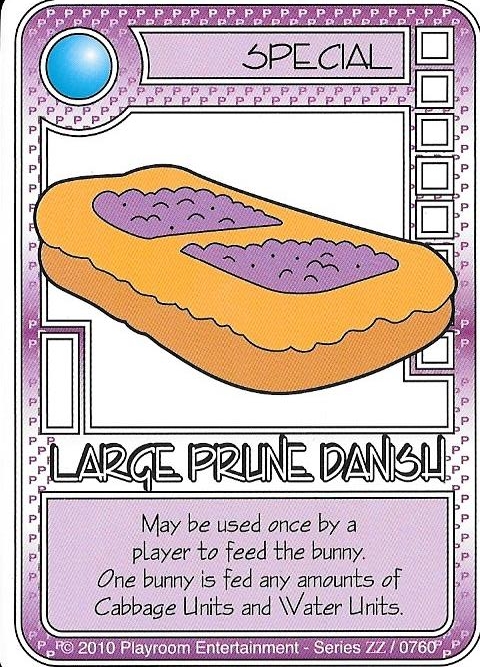 SPECIAL
LARGE PRUNE DANISH
May be used once by a
player to feed the bunny.
One bunny is fed any amounts of
Cabbage Units and Water Units.
© 2010 Playroom Entertainment - Series ZZ / 0760